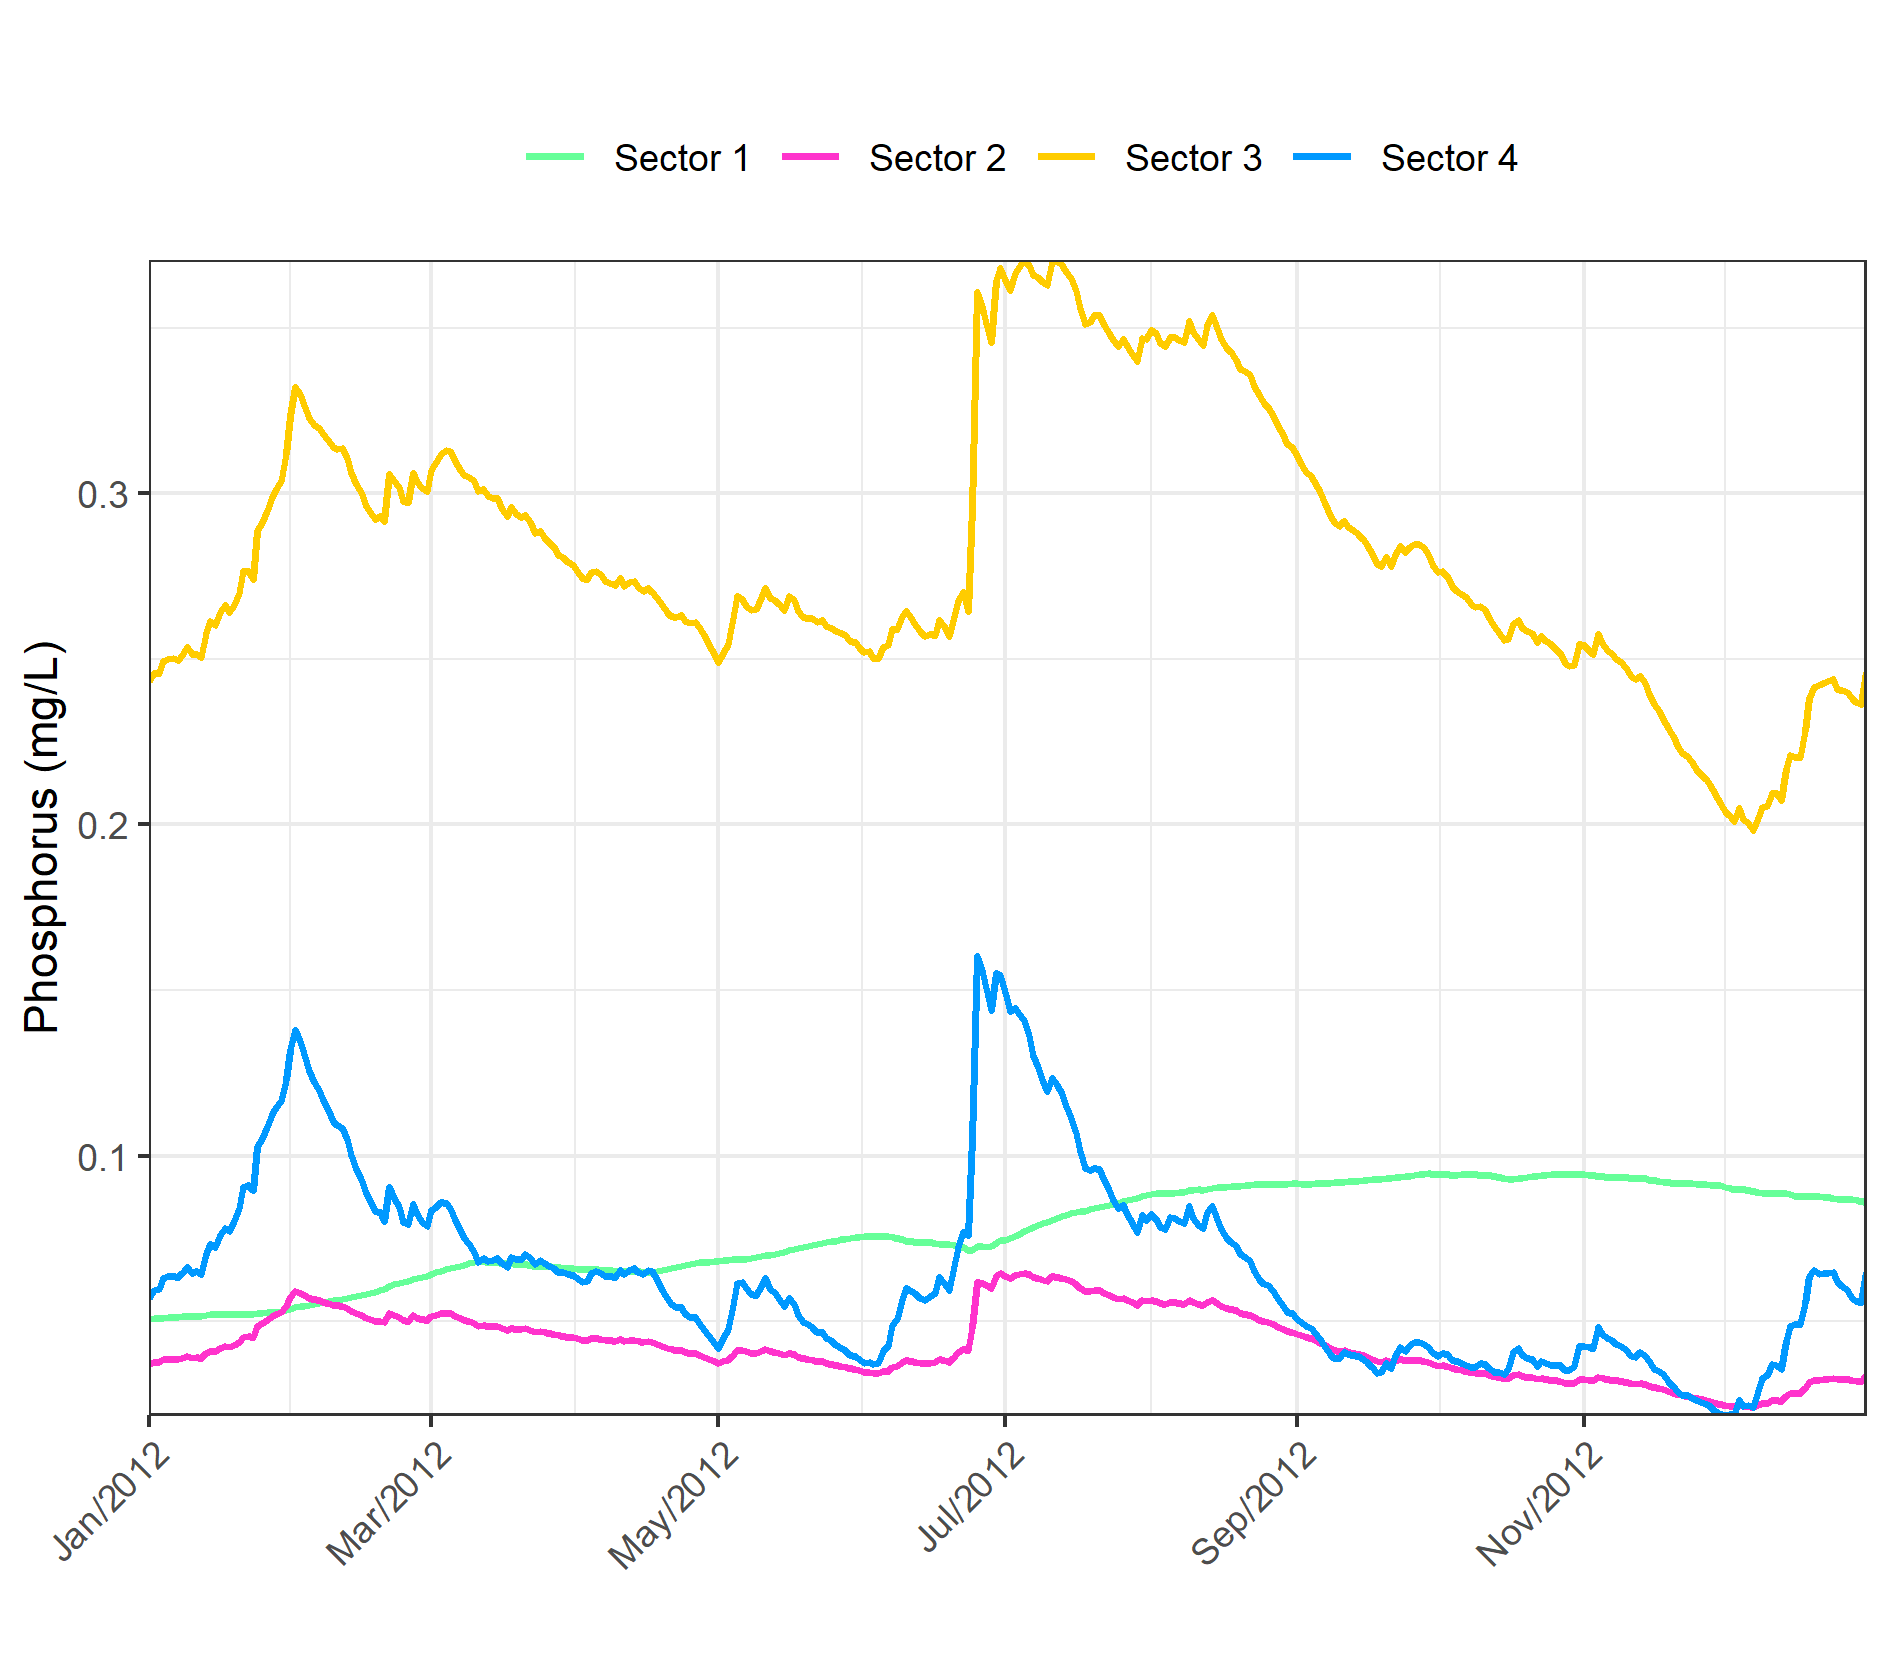 Sector 1 Sector 2 Sector 3 Sector 4
Phosphorus (mg/L)
0.3
0.2
0.1
Jan/2012 Mar/2012 May/2012 Jul/2012 Sep/2012 Nov/2012